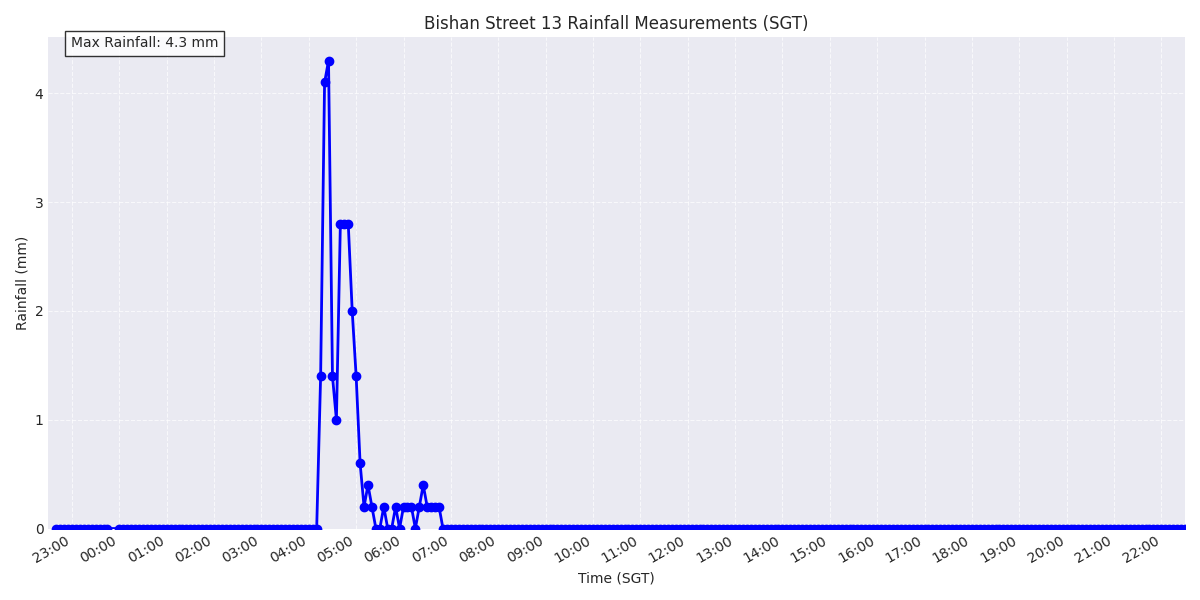 Bishan Street 13 Rainfall Measurements (SGT)
Max Rainfall: 4.3 mm
4
3
2
1
0
Rainfall (mm)
23:00 00:00 01:00 02:00 03:00 04:00 05:00 06:00 07:00 08:00 09:00 10:00 11:00 12:00 13:00 14:00 15:00 16:00 17:00 18:00 19:00 20:00 21:00 22:00
Time (SGT)